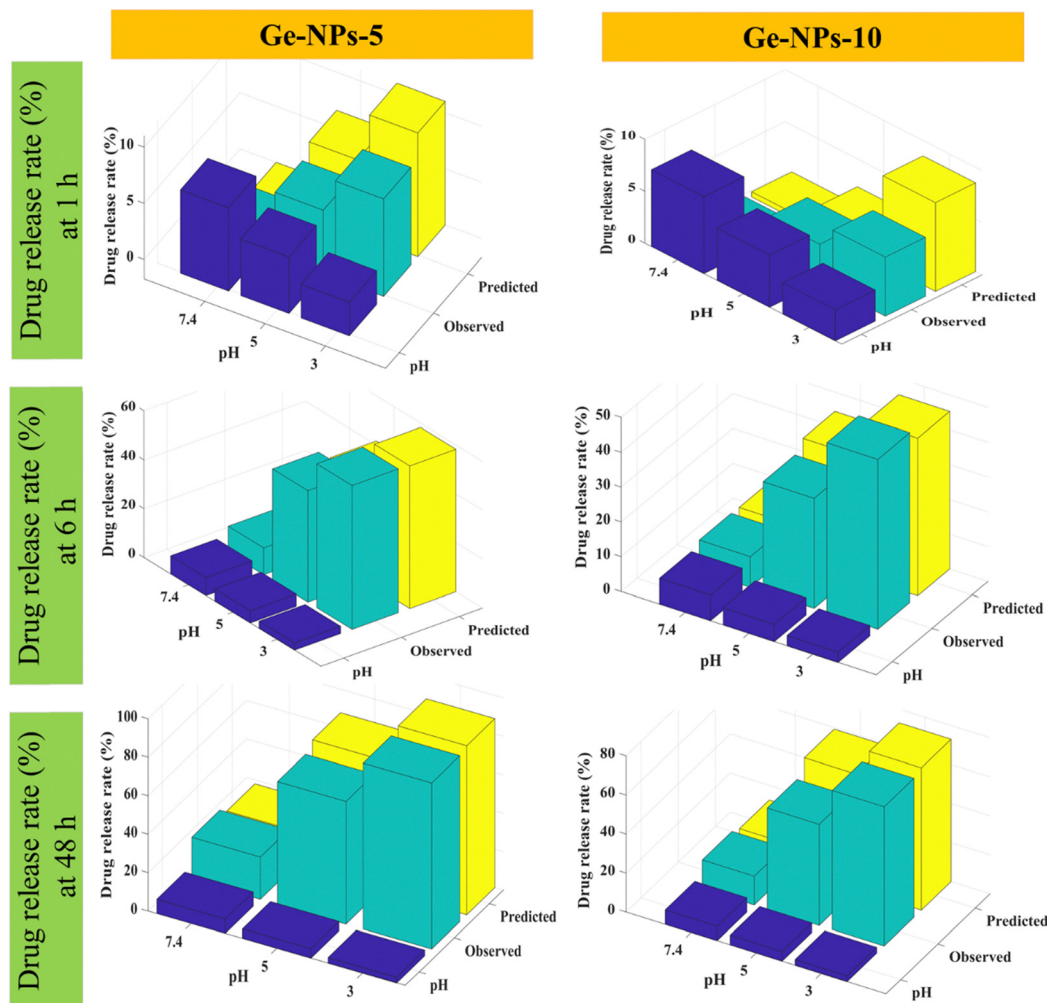 Ge-NPs-5
Ge-NPs-10
Drug release rate (%)
at 1 h
Drug release rate (%)
10
5
0
7.4
5
3
pH
Predicted
Observed
pH
Drug release rate (%)
10
5
0
7.4
5
3
pH
Predicted
Observed
pH
Drug release rate (%)
at 6 h
Drug release rate (%)
60
40
20
0
7.4
5
3
pH
Predicted
Observed
pH
Drug release rate (%)
50
40
30
20
10
0
7.4
5
3
pH
Predicted
Observed
pH
Drug release rate (%)
at 48 h
Drug release rate (%)
100
80
60
40
20
0
7.4
5
3
pH
Predicted
Observed
pH
Drug release rate (%)
80
60
40
20
0
7.4
5
3
pH
Predicted
Observed
pH